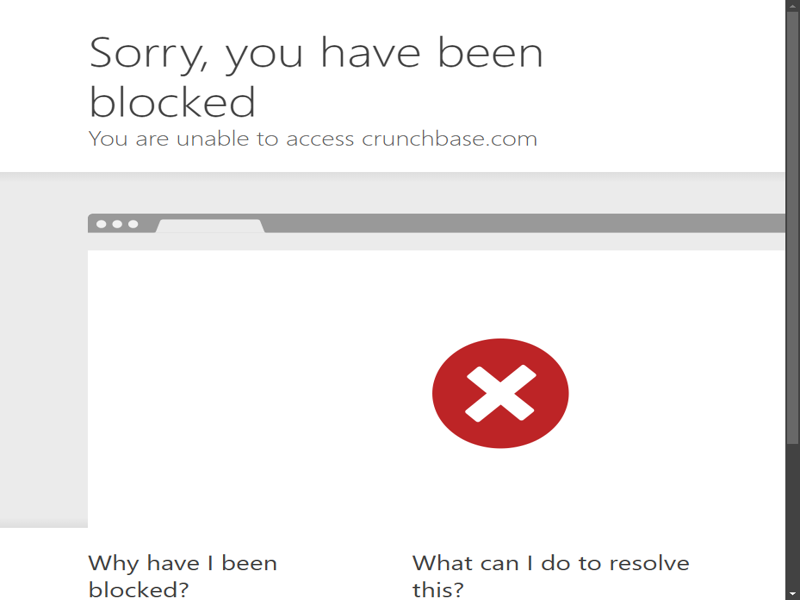 Sorry, you have been
blocked
You are unable to access crunchbase.com
Why have I been
blocked?
What can I do to resolve
this?